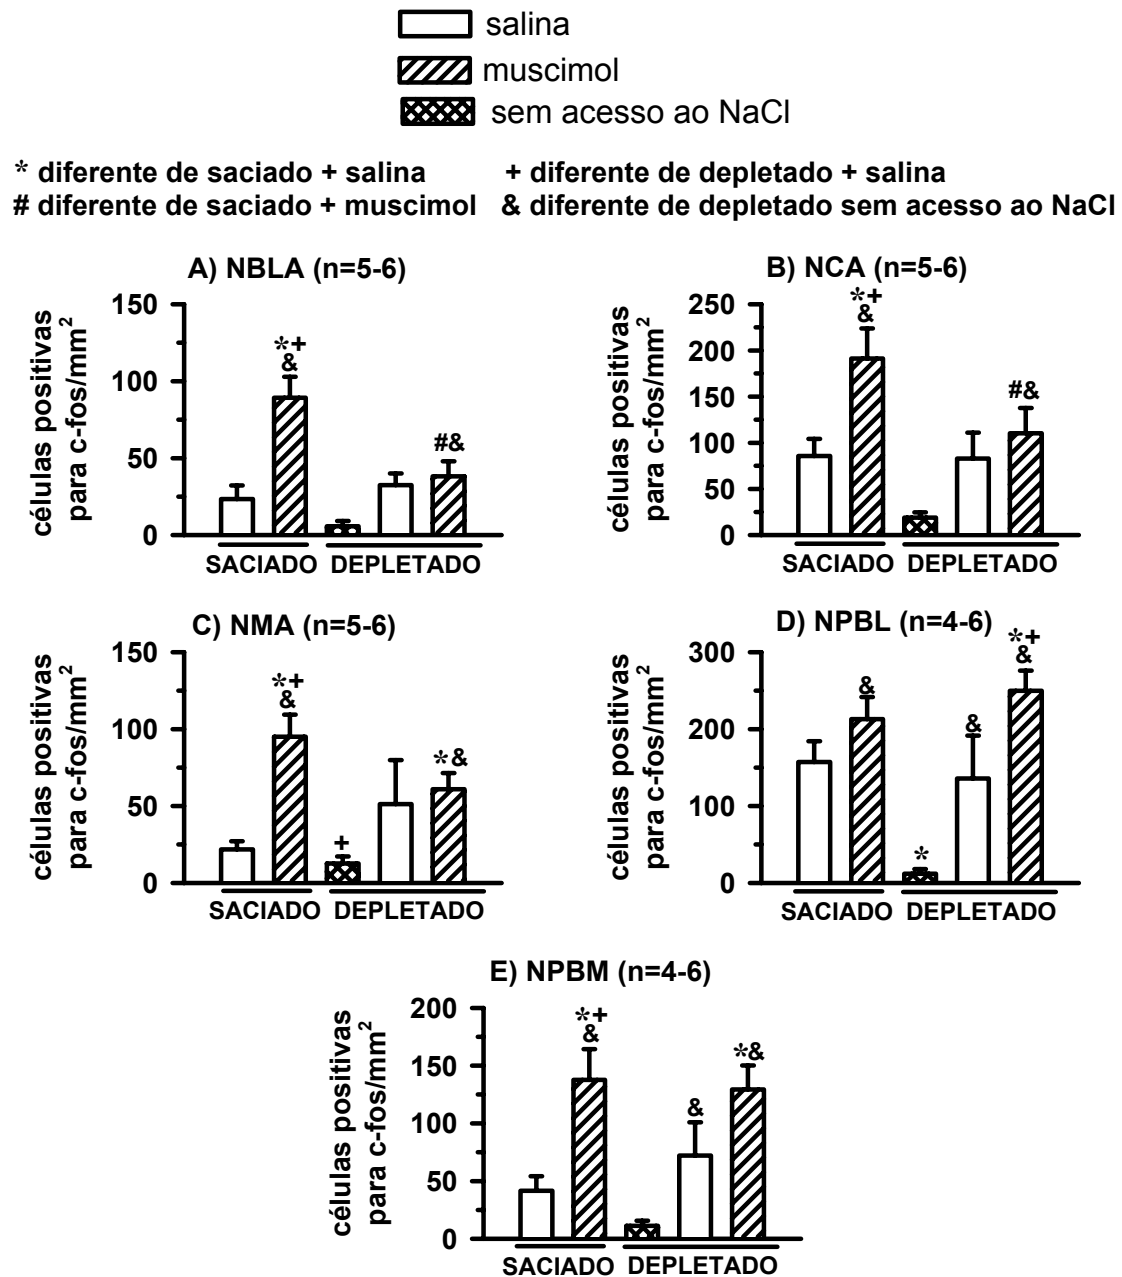 salina
muscimol
sem acesso ao NaCl
* diferente de saciado + salina + diferente de depletado + salina
# diferente de saciado + muscimol & diferente de depletado sem acesso ao NaCl
A) NBLA (n=5-6)
células positivas
para c-fos/mm²
150
100
50
0
*+
&
#&
SACIADO DEPLETADO
B) NCA (n=5-6)
células positivas
para c-fos/mm²
250
200
150
100
50
0
*+
&
#&
SACIADO DEPLETADO
C) NMA (n=5-6)
células positivas
para c-fos/mm²
150
100
50
0
*+
&
+
*&
SACIADO DEPLETADO
D) NPBL (n=4-6)
células positivas
para c-fos/mm²
300
200
100
0
&
*
&
*+
&
SACIADO DEPLETADO
E) NPBM (n=4-6)
células positivas
para c-fos/mm²
200
150
100
50
0
*+
&
&
*&
SACIADO DEPLETADO